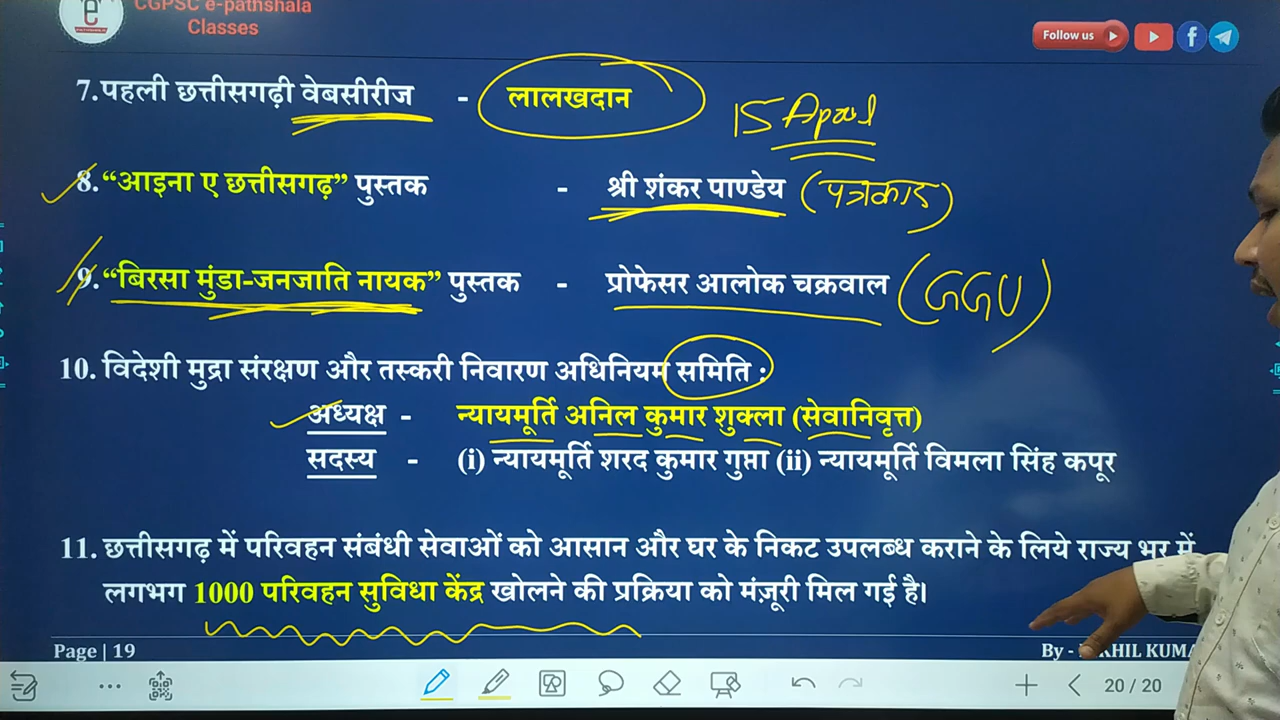 CGPSC e-pathshala
Classes
Follow us
7.पहली छत्तीसगढ़ी वेबसीरीज - लालखदान
15 April
8.“आइना ए छत्तीसगढ़” पुस्तक - श्री शंकर पाण्डेय (पत्रकार)
9.“बिरसा मुंडा-जनजाति नायक” पुस्तक - प्रोफेसर आलोक चक्रवाल (GGU)
10. विदेशी मुद्रा संरक्षण और तस्करी निवारण अधिनियम समिति :
अध्यक्ष - न्यायमूर्ति अनिल कुमार शुक्ला (सेवानिवृत्त)
सदस्य - (i) न्यायमूर्ति शरद कुमार गुप्ता (ii) न्यायमूर्ति विमला सिंह कपूर
11. छत्तीसगढ़ में परिवहन संबंधी सेवाओं को आसान और घर के निकट उपलब्ध कराने के लिये राज्य भर में
लगभग 1000 परिवहन सुविधा केंद्र खोलने की प्रक्रिया को मंज़ूरी मिल गई है।
Page | 19
By -
20 / 20